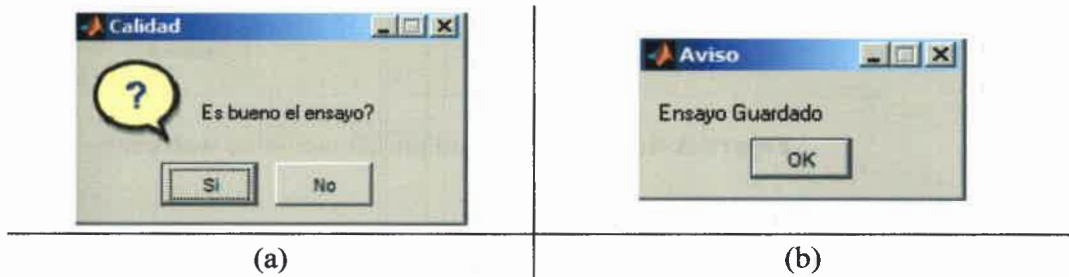 Calidad
?
Es bueno el ensayo?
Si
No
(a)
Aviso
Ensayo Guardado
OK
(b)